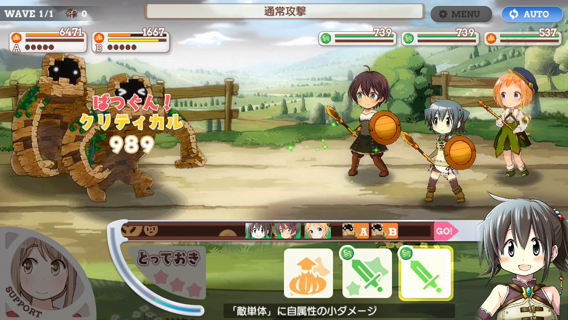 WAVE 1/1 0
通常攻撃
MENU
AUTO
6471
A
1667
B
739
739
537
ばつぐん!
クリティカル
989
A B GO!
とっておき
SUPPORT
「敵単体」に自属性の小ダメージ